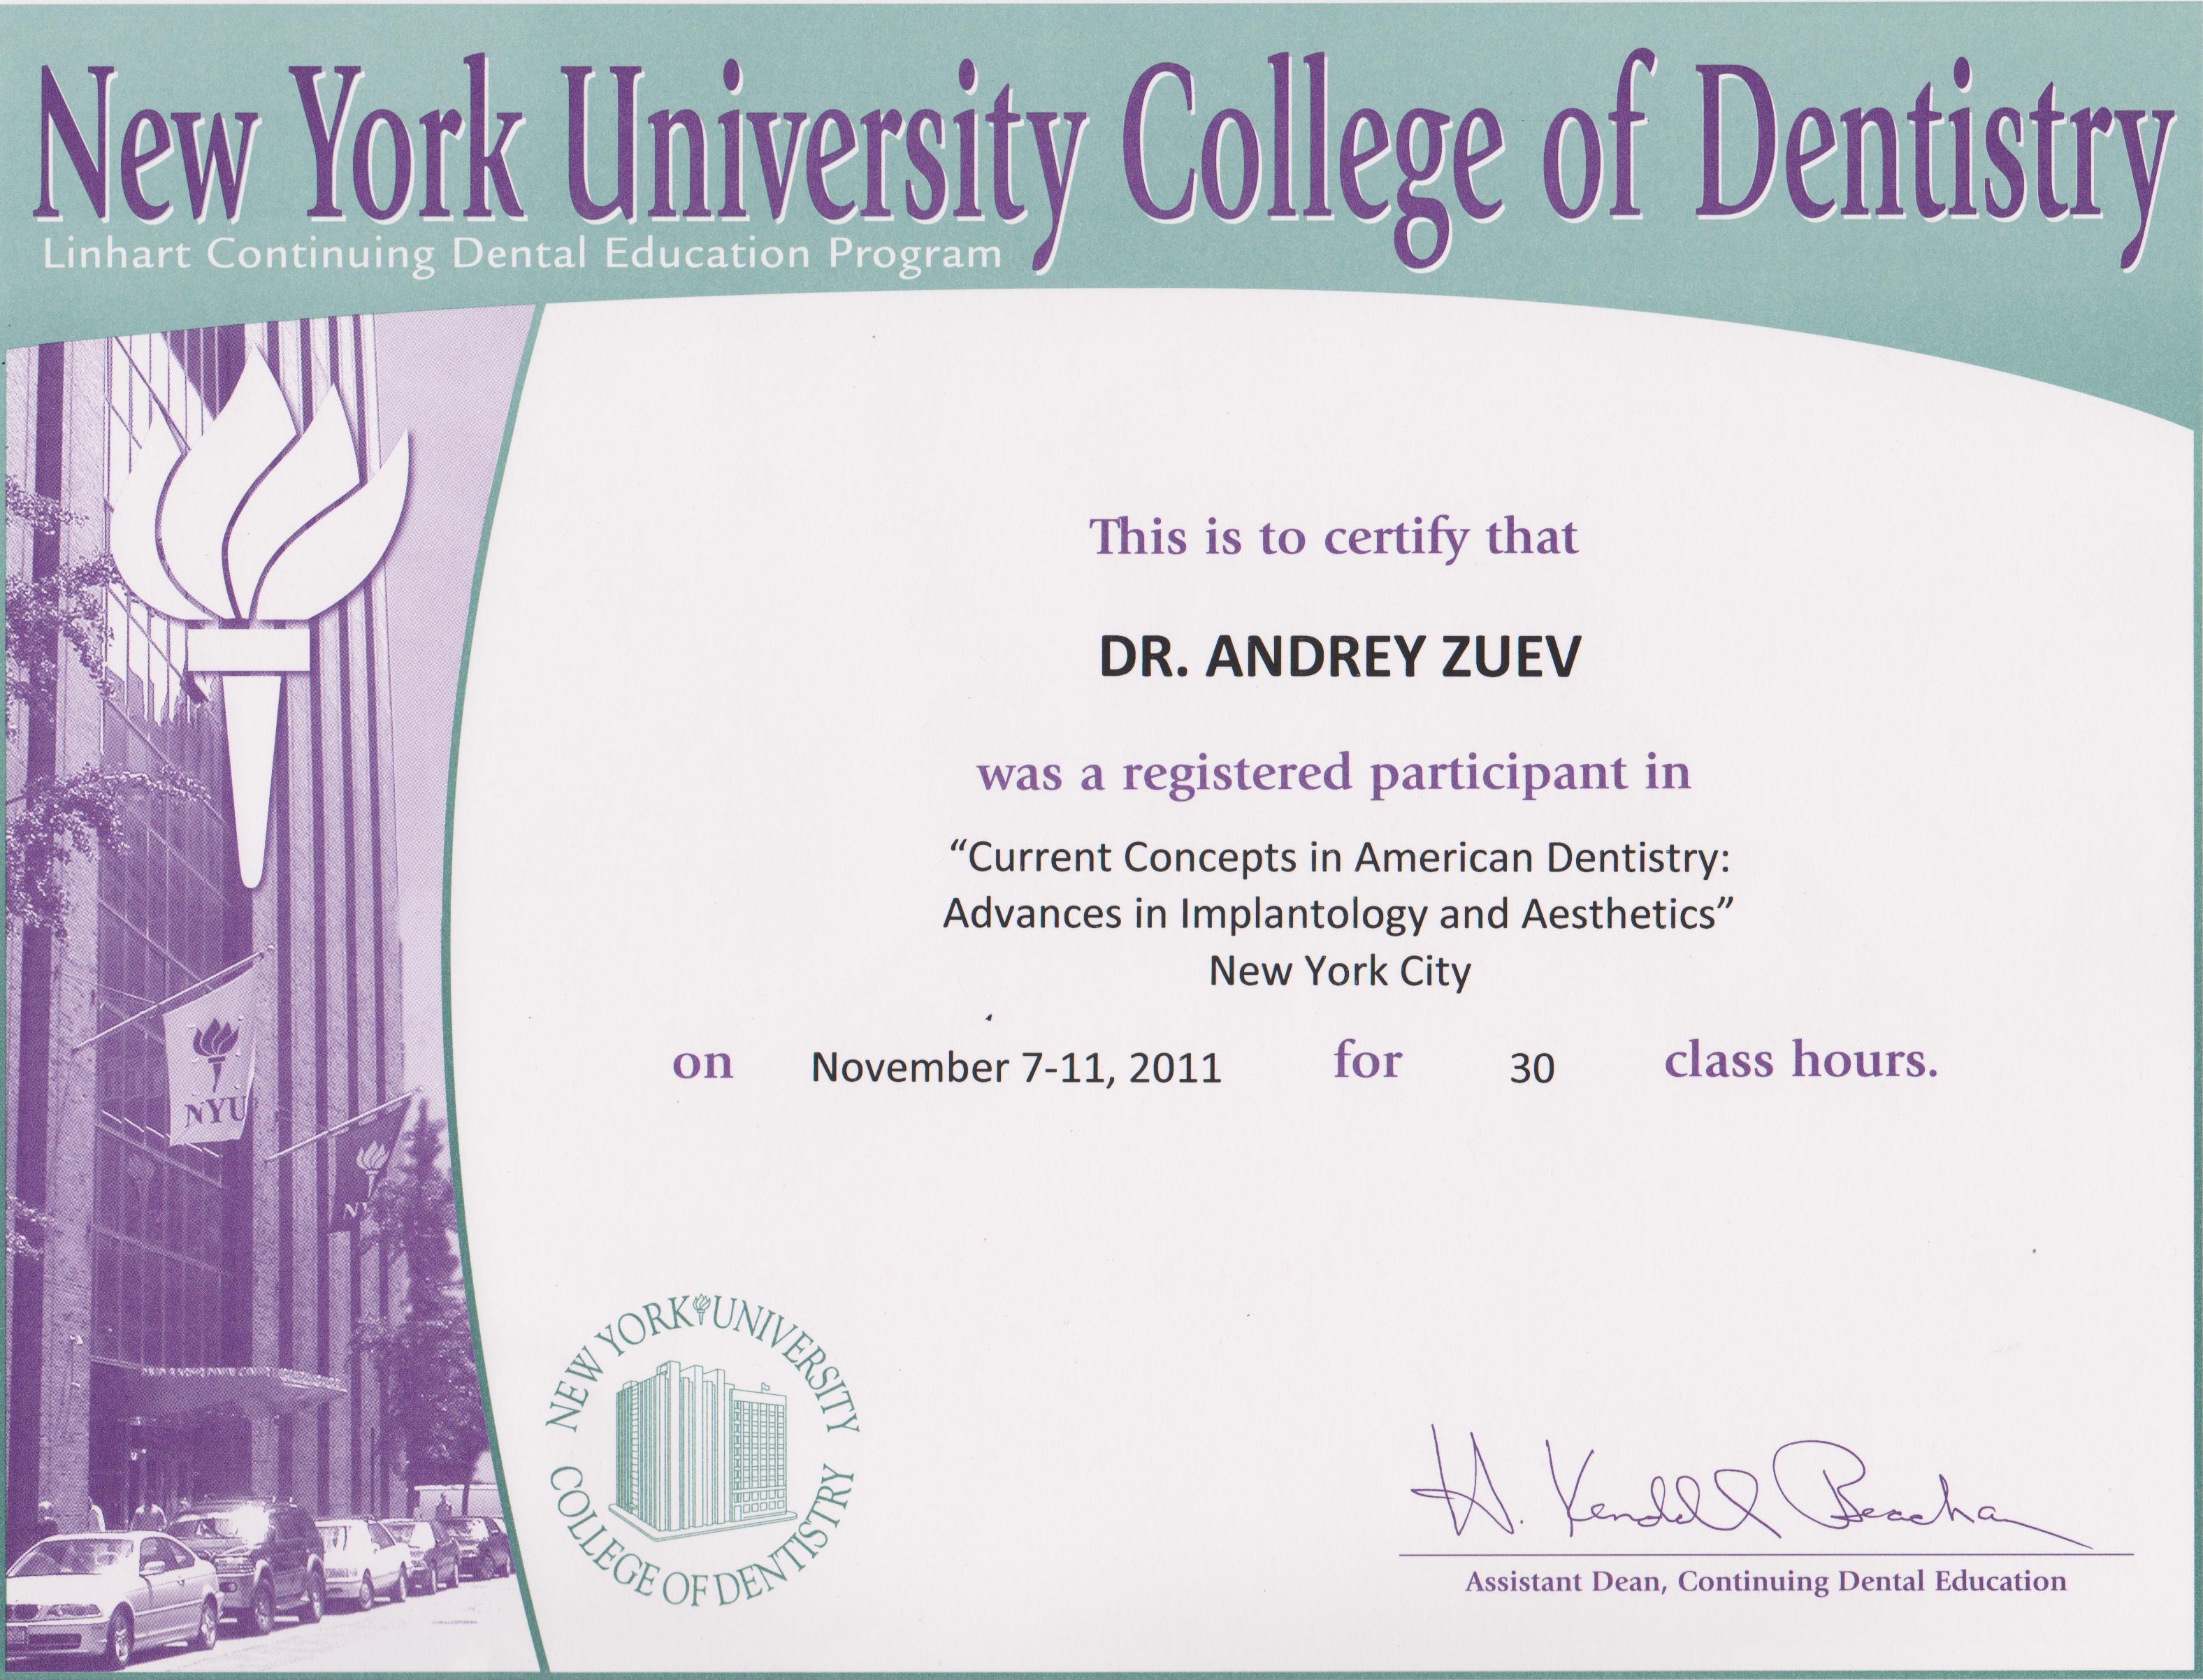 New York University College of Dentistry
Linhart Continuing Dental Education Program
This is to certify that
DR. ANDREY ZUEV
was a registered participant in
“Current Concepts in American Dentistry:
Advances in Implantology and Aesthetics”
New York City
on November 7-11, 2011 for 30 class hours.
NYU
NY
NEW YORK UNIVERSITY
COLLEGE OF DENTISTRY
H. Kendall Beacham
Assistant Dean, Continuing Dental Education